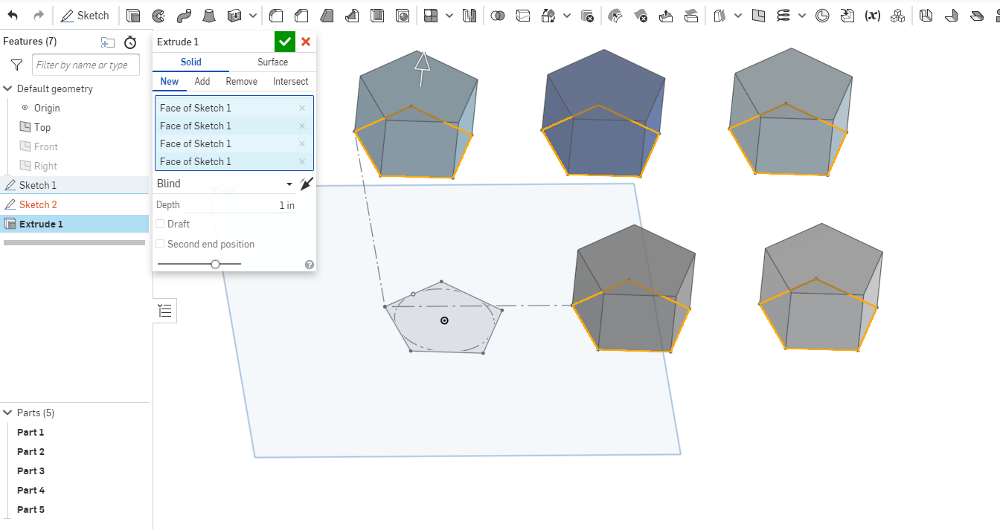 Sketch
(x)
Features (7)
Filter by name or type
Default geometry
Origin
Top
Front
Right
Sketch 1
Sketch 2
Extrude 1
Extrude 1
Solid Surface
New Add Remove Intersect
Face of Sketch 1
Face of Sketch 1
Face of Sketch 1
Face of Sketch 1
Blind
Depth 1 in
Draft
Second end position
Top
Parts (5)
Part 1
Part 2
Part 3
Part 4
Part 5